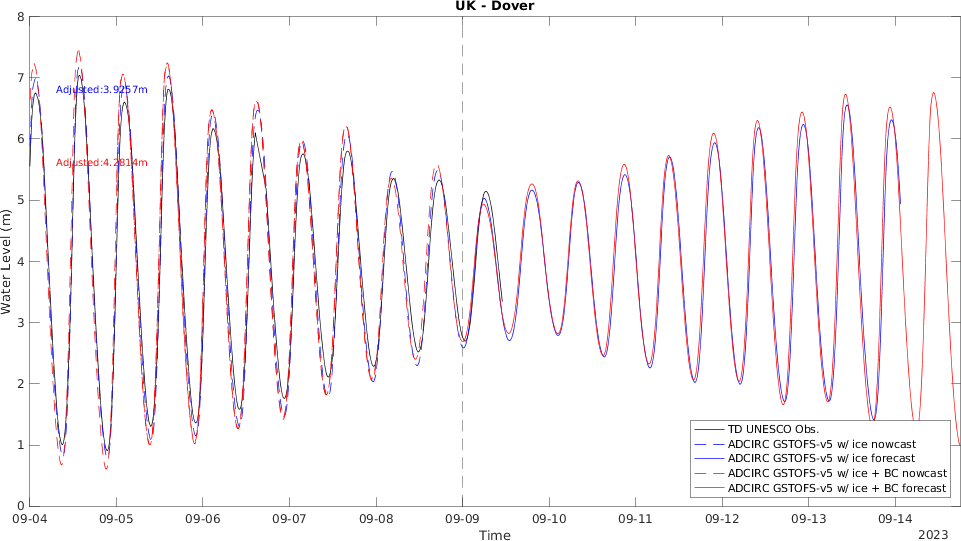 UK - Dover
8
7
6
5
4
3
2
1
0
Water Level (m)
Adjusted:3.9257m
Adjusted:4.2814m
TD UNESCO Obs.
ADCIRC GSTOFS-v5 w/ ice nowcast
ADCIRC GSTOFS-v5 w/ ice forecast
ADCIRC GSTOFS-v5 w/ ice + BC nowcast
ADCIRC GSTOFS-v5 w/ ice + BC forecast
09-04 09-05 09-06 09-07 09-08 09-09 09-10 09-11 09-12 09-13 09-14
Time
2023